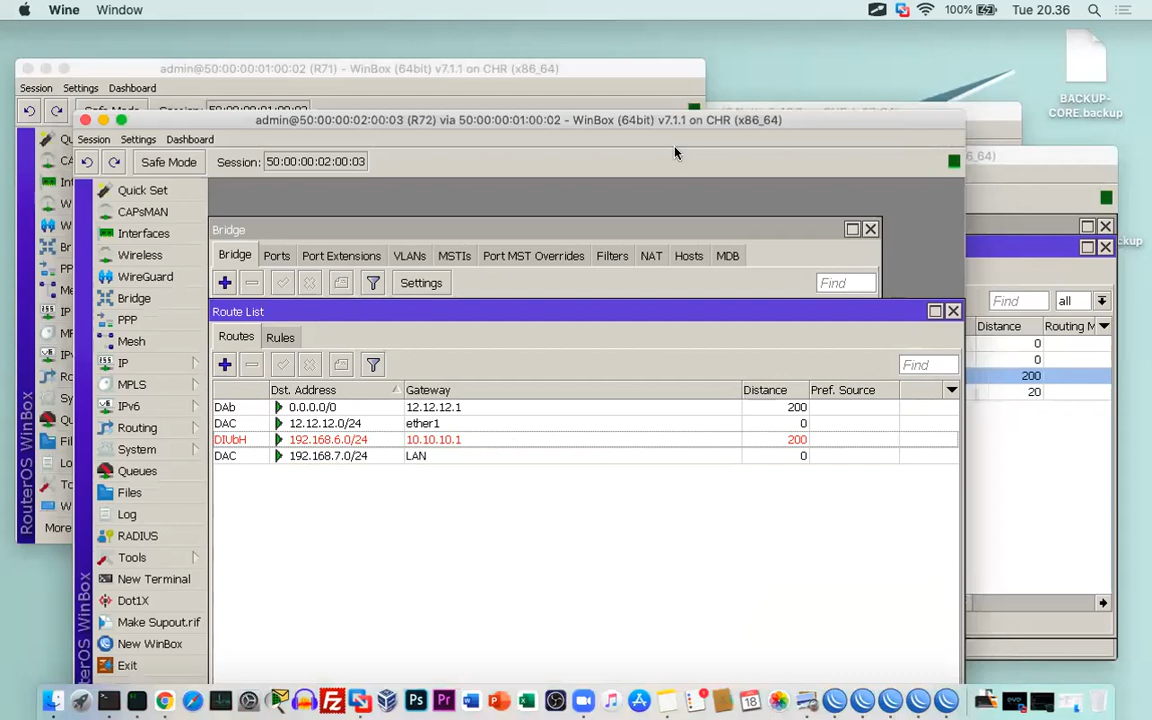 Wine Window 100% Tue 20.36
BACKUP-
CORE.backup
admin@50:00:00:01:00:02 (R71) - WinBox (64bit) v7.1.1 on CHR (x86_64)
Session Settings Dashboard
admin@50:00:00:02:00:03 (R72) via 50:00:00:01:00:02 - WinBox (64bit) v7.1.1 on CHR (x86_64)
Session Settings Dashboard
Safe Mode Session: 50:00:00:02:00:03
Quick Set
CAPsMAN
Interfaces
Wireless
WireGuard
Bridge
PPP
Mesh
IP
MPLS
IPv6
Routing
System
Queues
Files
Log
RADIUS
Tools
New Terminal
Dot1X
Make Supout.rif
New WinBox
Exit
RouterOS WinBox
RouterOS WinBox
More
Bridge
Bridge Ports Port Extensions VLANs MSTIs Port MST Overrides Filters NAT Hosts MDB
Settings Find
Route List
Routes Rules
Find
Dst. Address Gateway Distance Pref. Source
DAb 0.0.0.0/0 12.12.12.1 200
DAC 12.12.12.0/24 ether1 0
DIUbH 192.168.6.0/24 10.10.10.1 200
DAC 192.168.7.0/24 LAN 0
_64)
kup
Find all
Distance Routing M
0
0
200
20
18